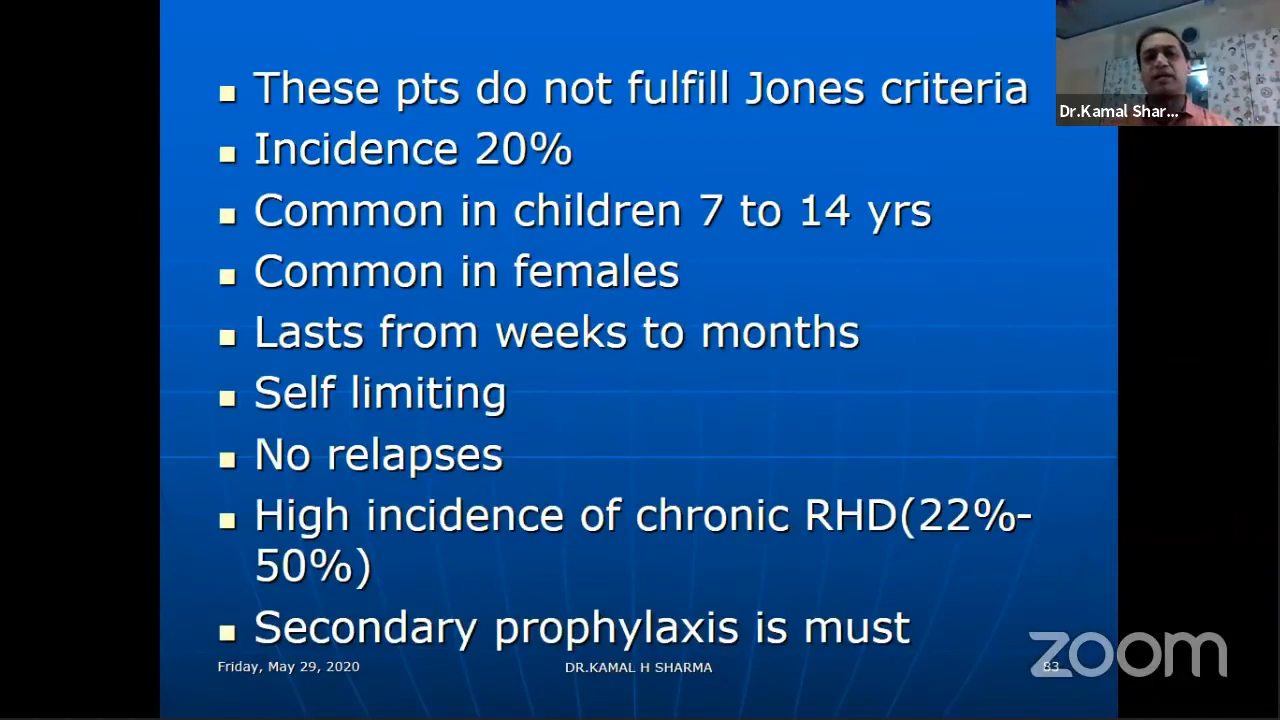 These pts do not fulfill Jones criteria
Incidence 20%
Common in children 7 to 14 yrs
Common in females
Lasts from weeks to months
Self limiting
No relapses
High incidence of chronic RHD(22%-
50%)
Secondary prophylaxis is must
Friday, May 29, 2020
DR.KAMAL H SHARMA
83
zoom
Dr.Kamal Shar...